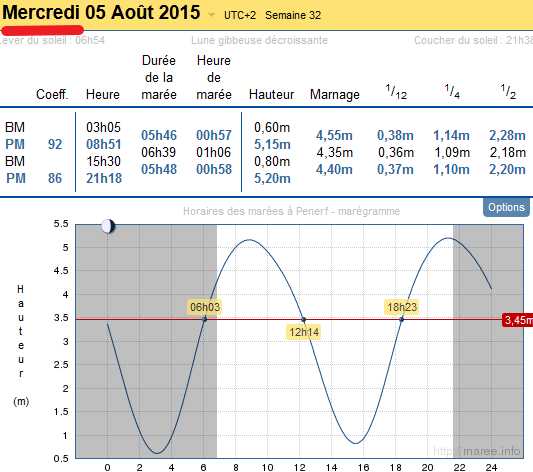 Mercredi 05 Août 2015 UTC+2 Semaine 32
Lever du soleil : 06h54 Lune gibbeuse décroissante Coucher du soleil : 21h38
Coeff. Heure Durée de la marée Heure de marée Hauteur Marnage 1/12 1/4 1/2
BM 03h05 0,60m
05h46 00h57 4,55m 0,38m 1,14m 2,28m
PM 92 08h51 5,15m
06h39 01h06 4,35m 0,36m 1,09m 2,18m
BM 15h30 0,80m
05h48 00h58 4,40m 0,37m 1,10m 2,20m
PM 86 21h18 5,20m
Options
Horaires des marées à Penerf - marégramme
5.5
5
4.5
4
3.5
3
2.5
2
1.5
1
0.5
Hauteur
(m)
06h03
12h14
18h23
3,45m
http://maree.info
0 2 4 6 8 10 12 14 16 18 20 22 24